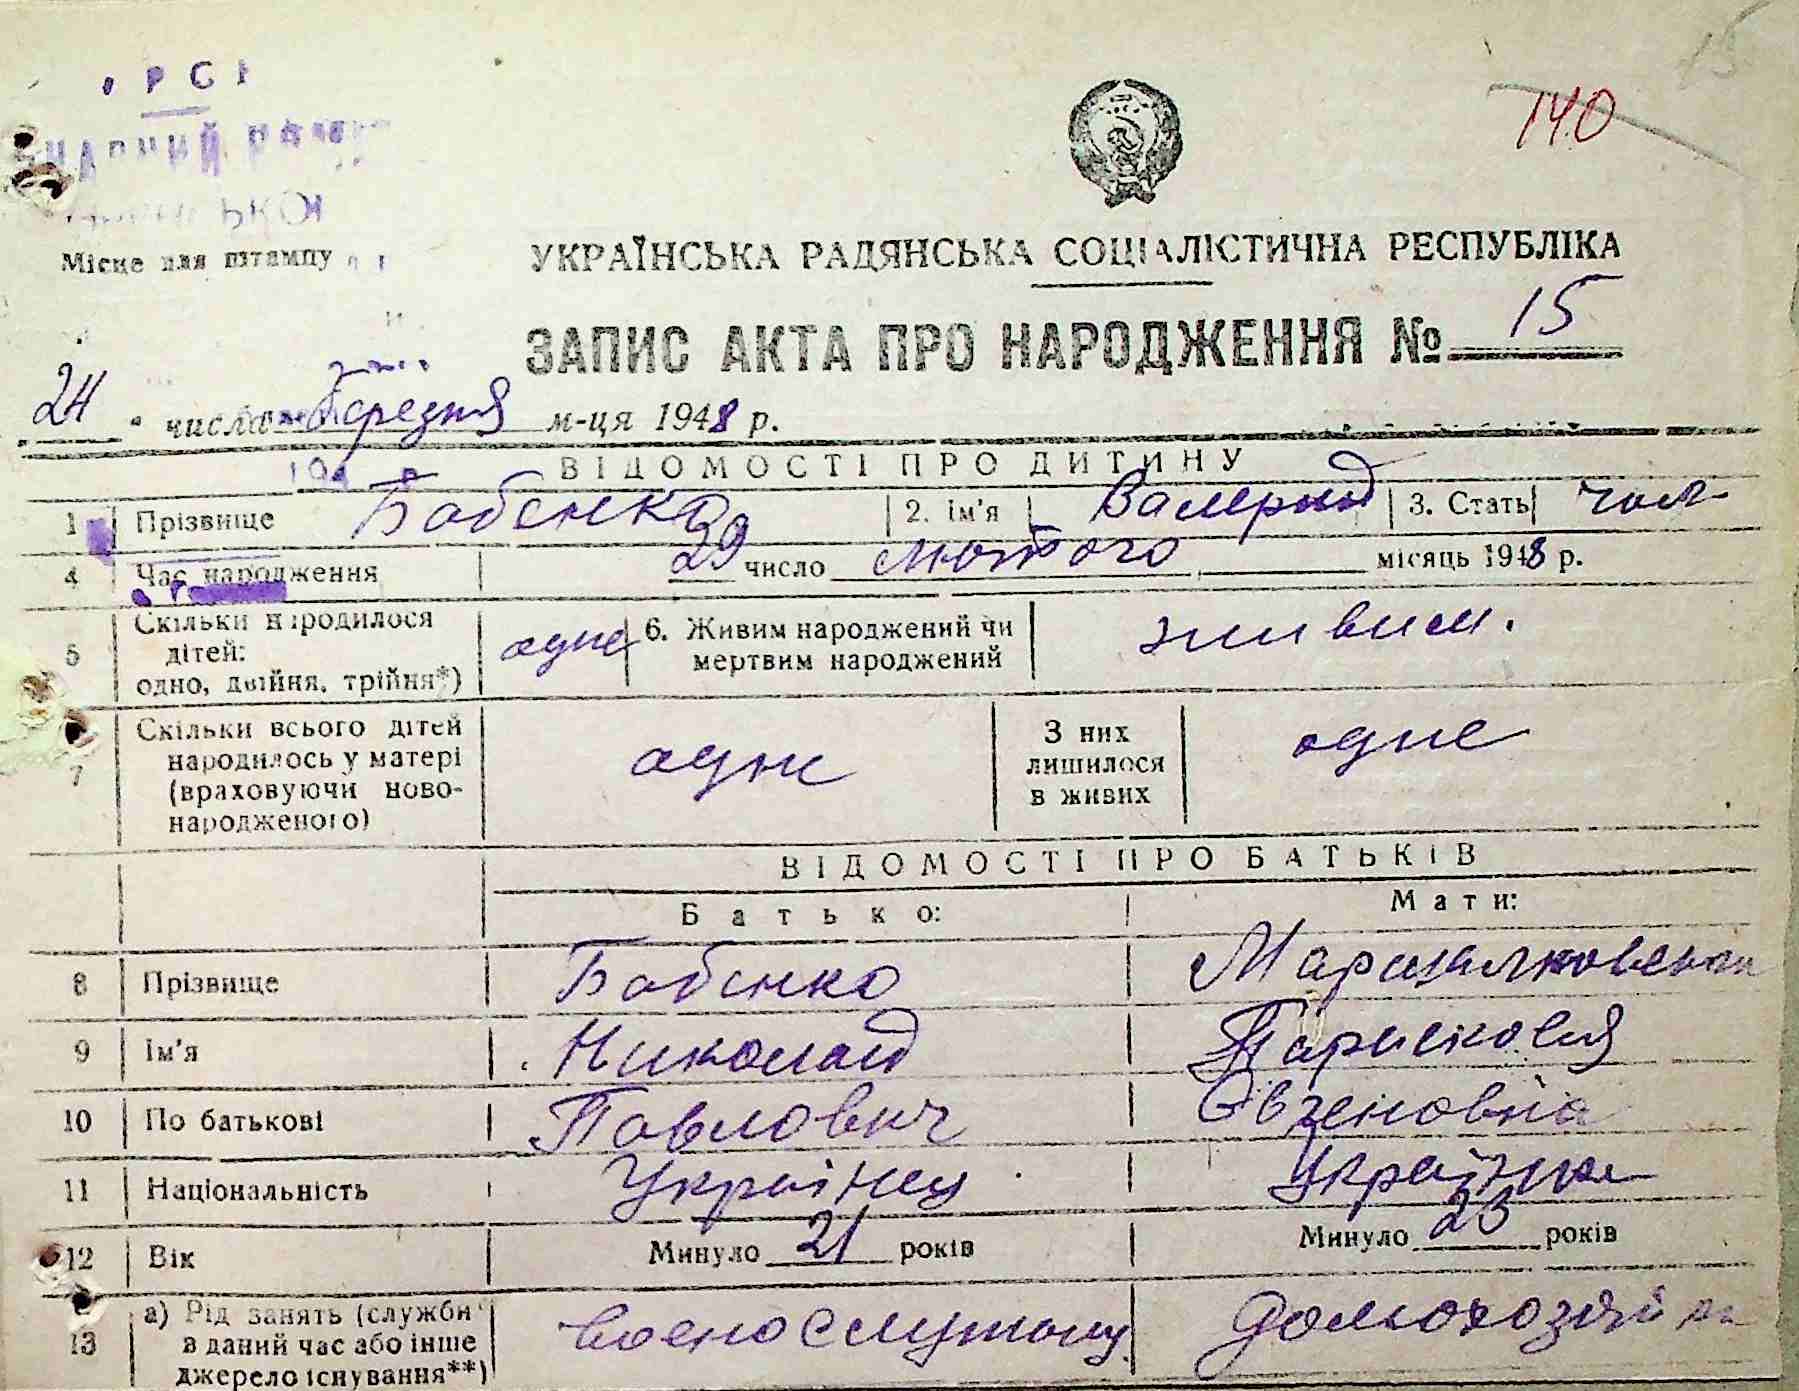 15
140
Місце для штампу
УКРАЇНСЬКА РАДЯНСЬКА СОЦІАЛІСТИЧНА РЕСПУБЛІКА
ЗАПИС АКТА ПРО НАРОДЖЕННЯ № 15
24 числа березня м-ця 1948 р.
ВІДОМОСТІ ПРО ДИТИНУ
1 Прізвище Бабенко 2. Ім'я Валерий 3. Стать чол
4 Час народження 29 число лютого місяць 1948 р.
5 Скільки народилося дітей: одно, двійня, трійня*) одне 6. Живим народжений чи мертвим народжений живим.
7 Скільки всього дітей народилось у матері (враховуючи новонародженого) одне З них лишилося в живих одне
ВІДОМОСТІ ПРО БАТЬКІВ
Батько: Мати:
8 Прізвище Бабенко
9 Ім'я Николай Парасковія
10 По батькові Павлович
11 Національність Українец Українка
12 Вік Минуло 21 років Минуло 23 років
13 а) Рід занять (служби в даний час або інше джерело існування**)